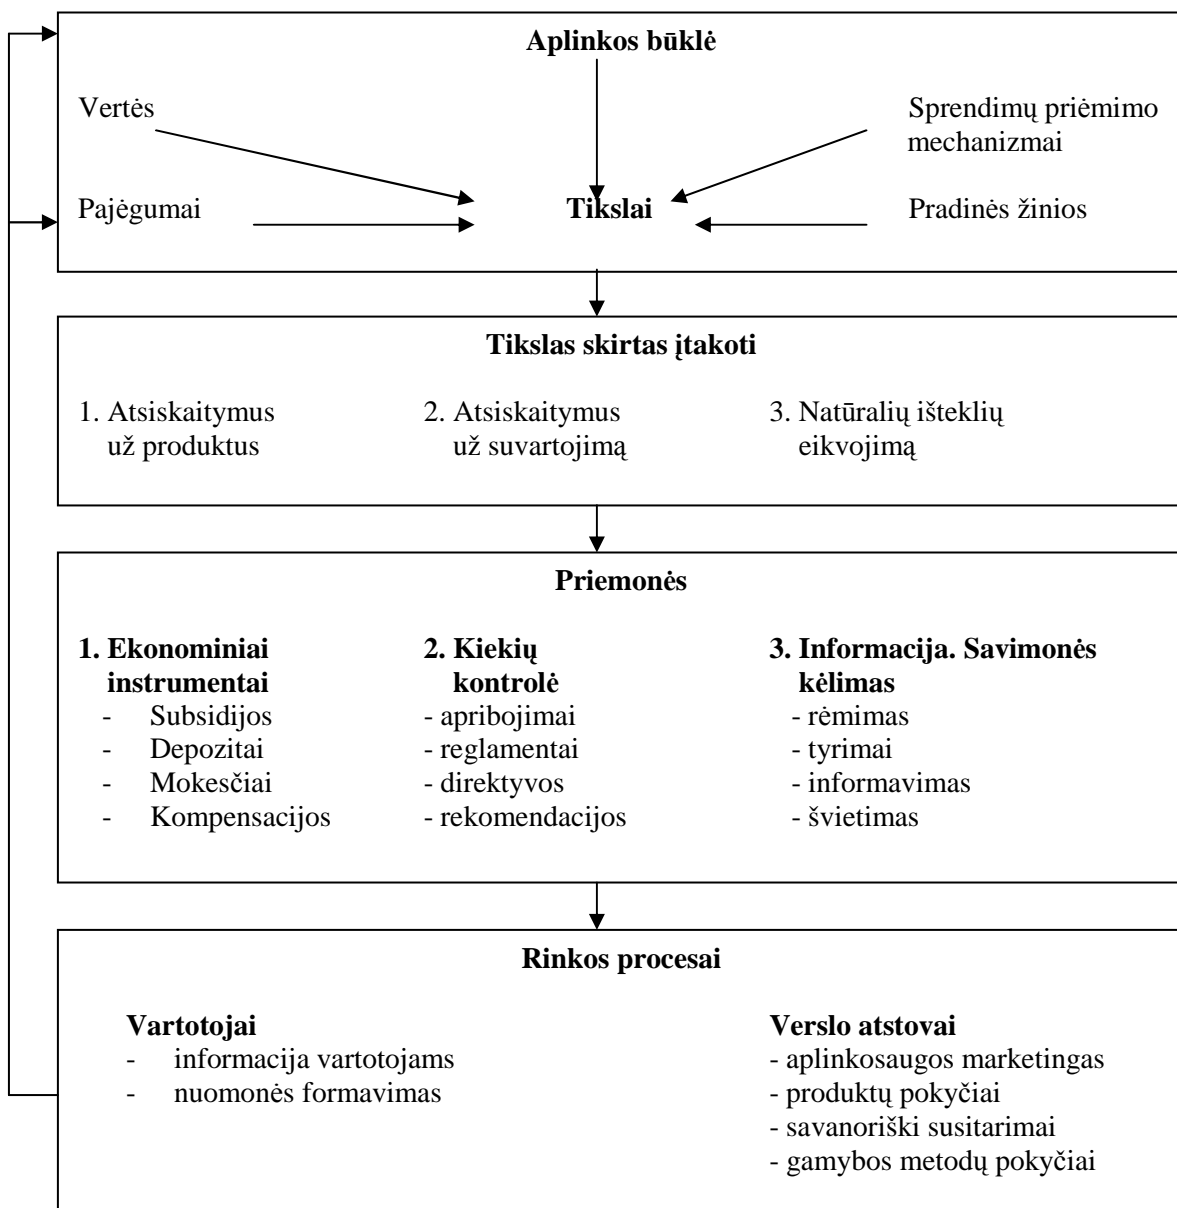 Aplinkos būklė
Vertės
Sprendimų priėmimo
mechanizmai
Pajėgumai
Tikslai
Pradinės žinios
Tikslas skirtas įtakoti
1. Atsiskaitymus
už produktus
2. Atsiskaitymus
už suvartojimą
3. Natūralių išteklių
eikvojimą
Priemonės
1. Ekonominiai
instrumentai
- Subsidijos
- Depozitai
- Mokesčiai
- Kompensacijos
2. Kiekių
kontrolė
- apribojimai
- reglamentai
- direktyvos
- rekomendacijos
3. Informacija. Savimonės
kėlimas
- rėmimas
- tyrimai
- informavimas
- švietimas
Rinkos procesai
Vartotojai
- informacija vartotojams
- nuomonės formavimas
Verslo atstovai
- aplinkosaugos marketingas
- produktų pokyčiai
- savanoriški susitarimai
- gamybos metodų pokyčiai